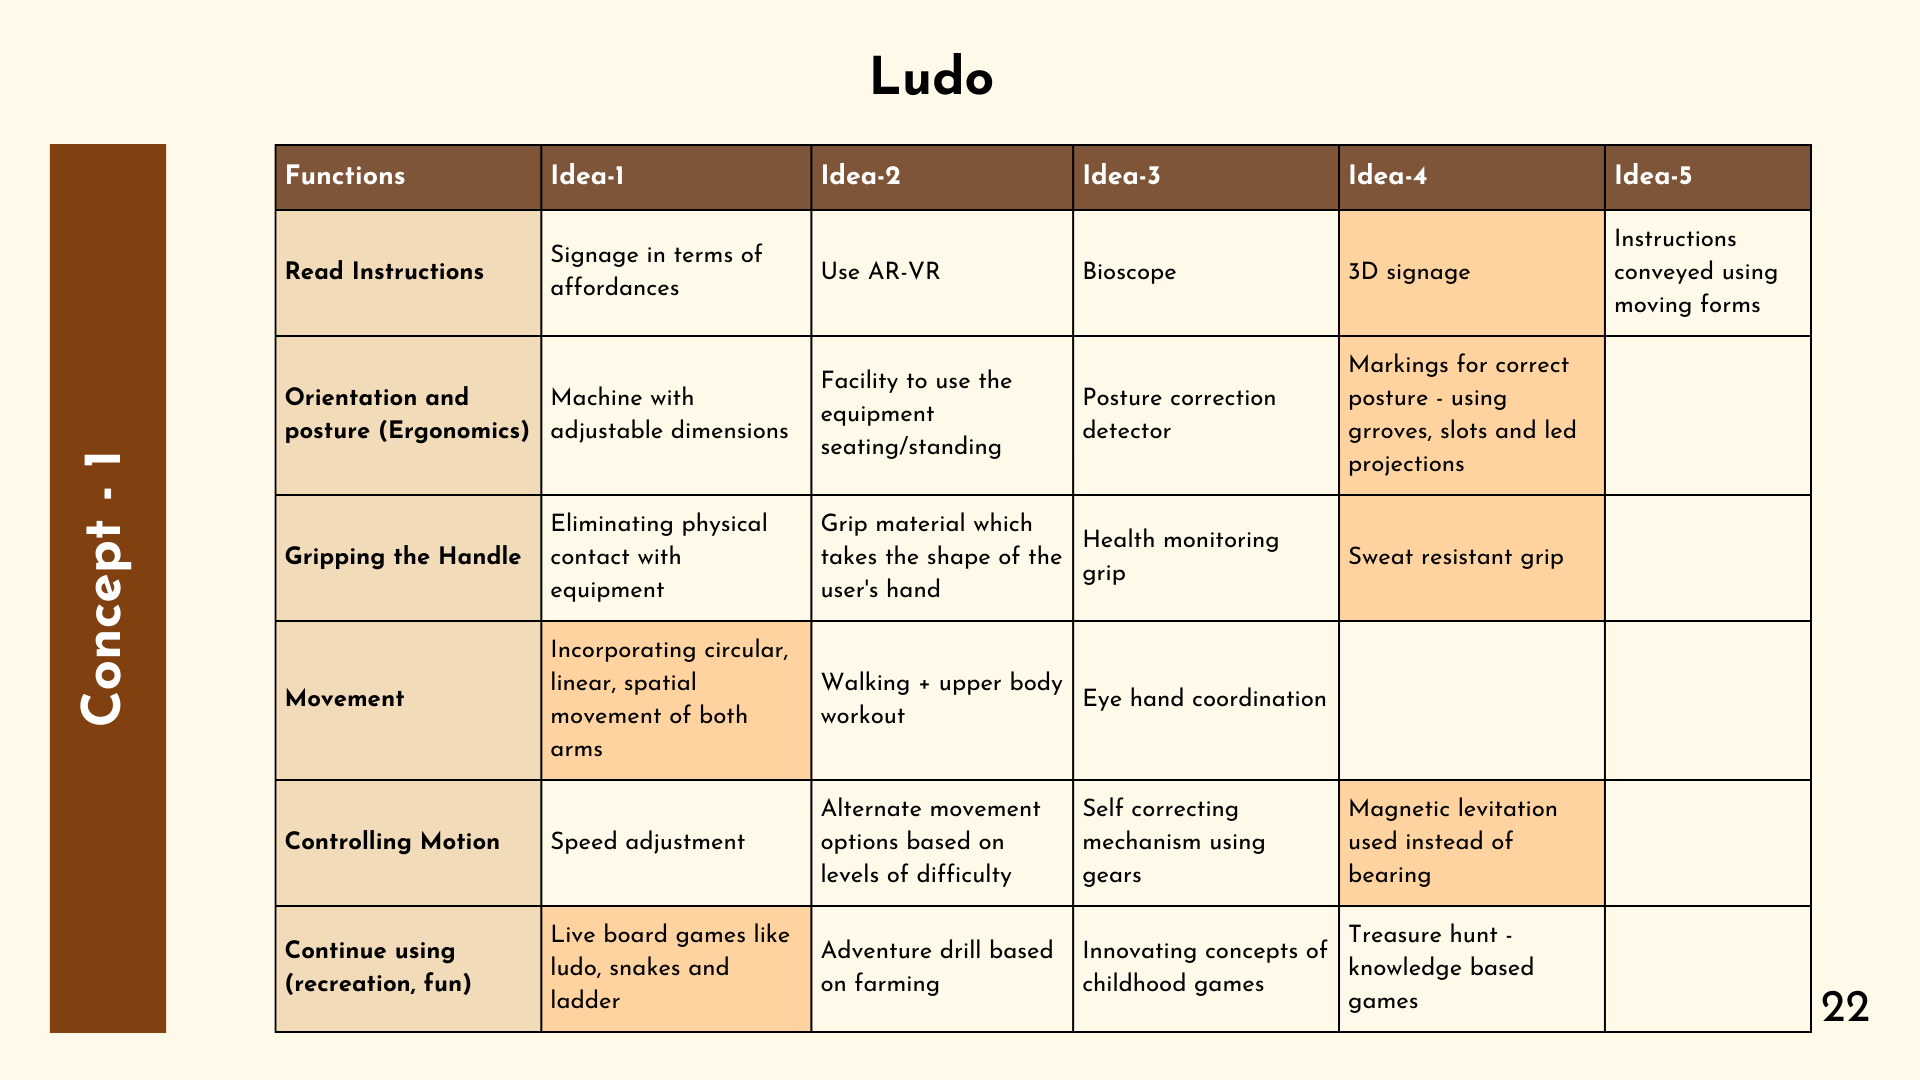 Ludo
Concept - 1
Functions
Idea-1
Idea-2
Idea-3
Idea-4
Idea-5
Read Instructions
Signage in terms of
affordances
Use AR-VR
Bioscope
3D signage
Instructions
conveyed using
moving forms
Orientation and
posture (Ergonomics)
Machine with
adjustable dimensions
Facility to use the
equipment
seating/standing
Posture correction
detector
Markings for correct
posture - using
grroves, slots and led
projections
Gripping the Handle
Eliminating physical
contact with
equipment
Grip material which
takes the shape of the
user's hand
Health monitoring
grip
Sweat resistant grip
Movement
Incorporating circular,
linear, spatial
movement of both
arms
Walking + upper body
workout
Eye hand coordination
Controlling Motion
Speed adjustment
Alternate movement
options based on
levels of difficulty
Self correcting
mechanism using
gears
Magnetic levitation
used instead of
bearing
Continue using
(recreation, fun)
Live board games like
ludo, snakes and
ladder
Adventure drill based
on farming
Innovating concepts of
childhood games
Treasure hunt -
knowledge based
games
22